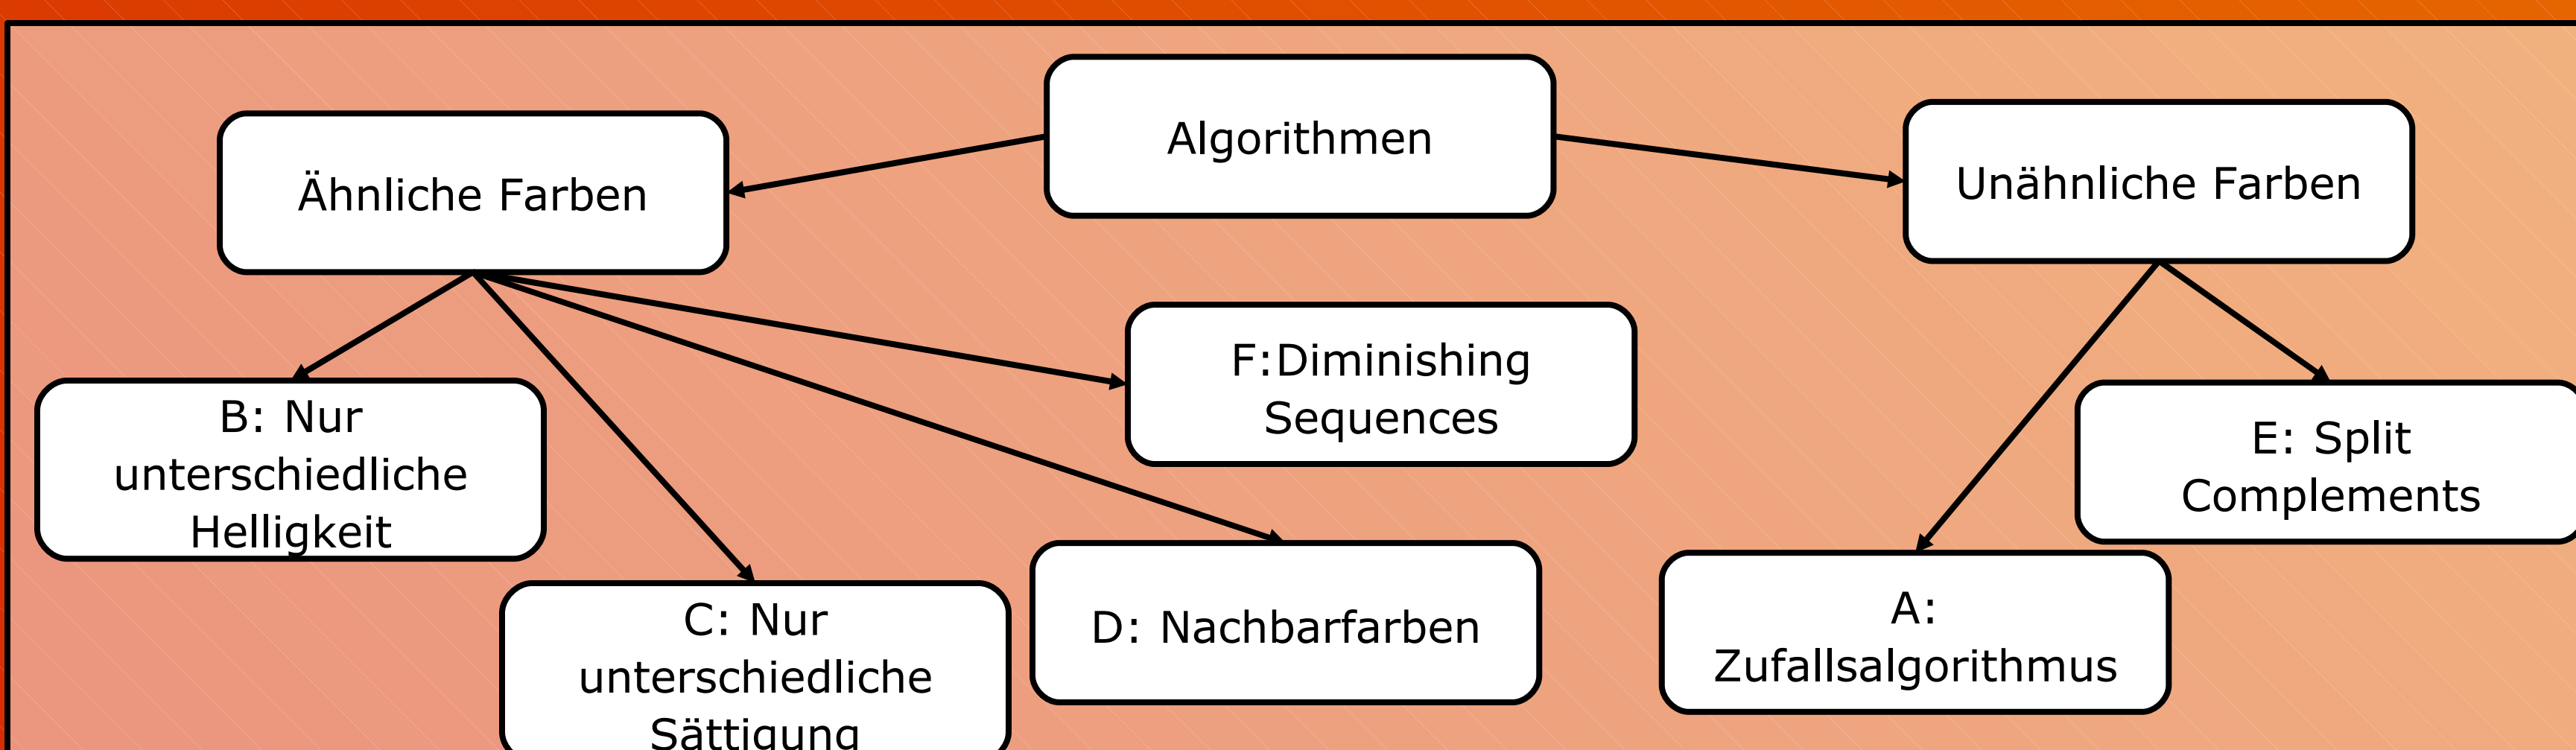 Algorithmen
Ähnliche Farben
Unähnliche Farben
F:Diminishing
Sequences
B: Nur
unterschiedliche
Helligkeit
E: Split
Complements
C: Nur
unterschiedliche
Sättigung
D: Nachbarfarben
A:
Zufallsalgorithmus